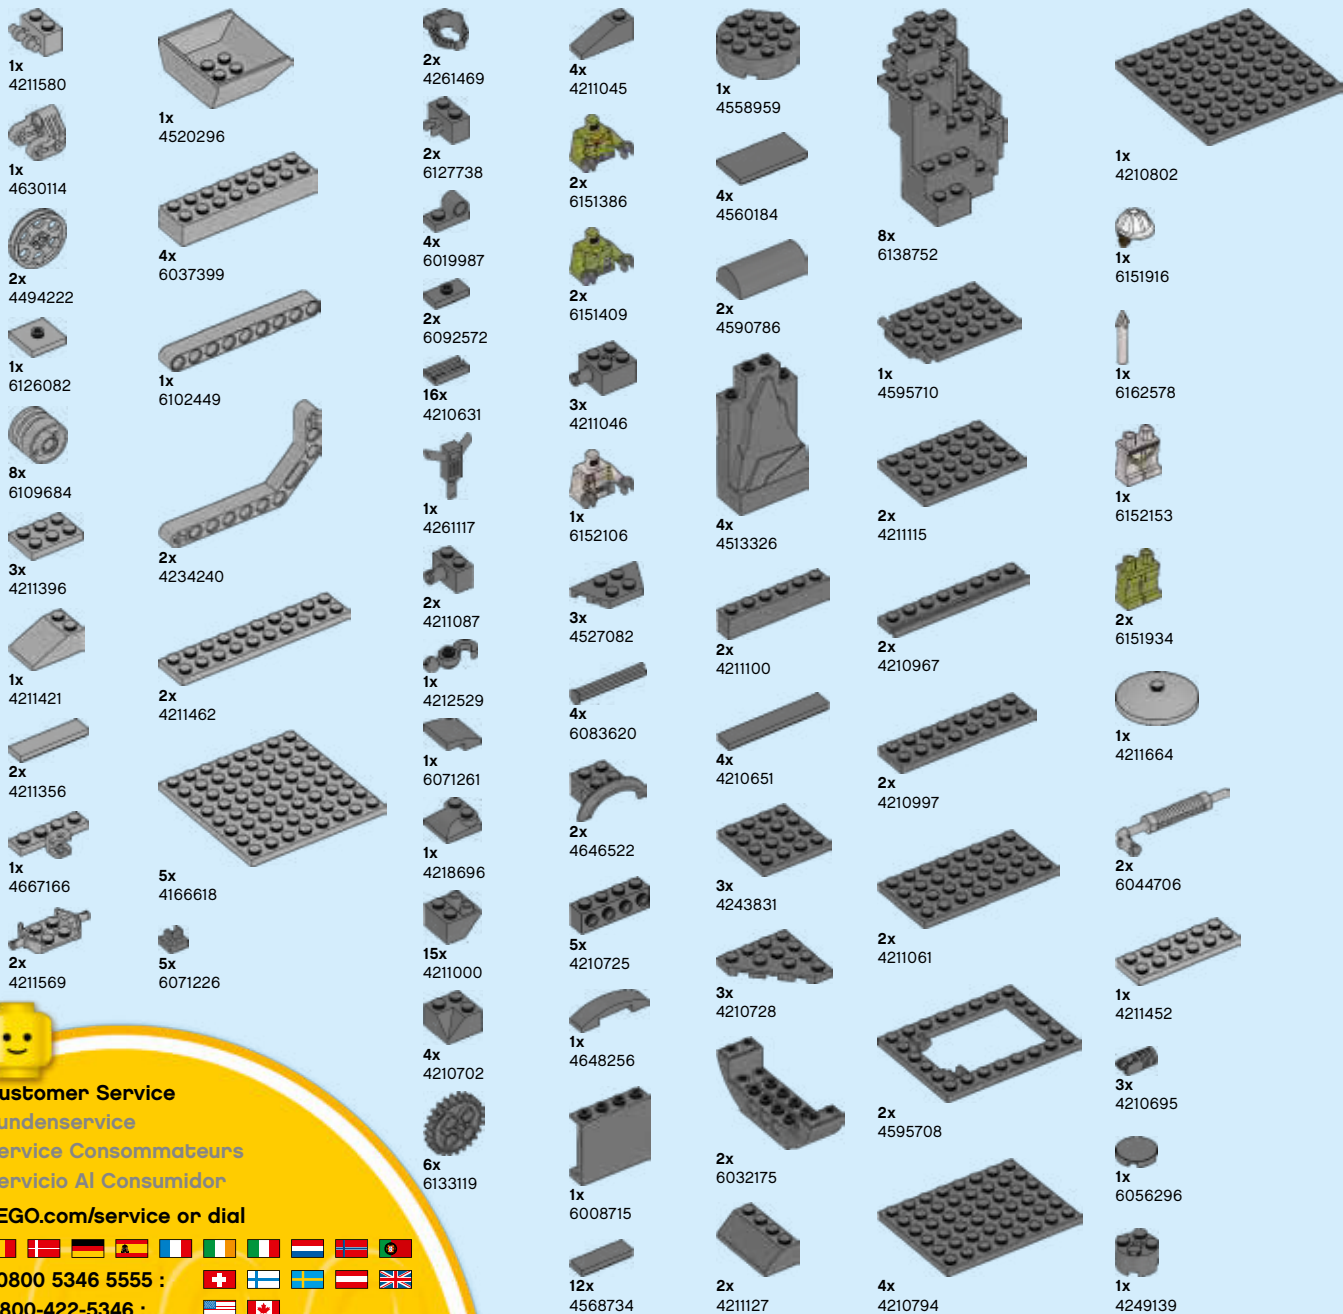 1x
4211580
1x
4630114
2x
4494222
1x
6126082
8x
6109684
3x
4211396
1x
4211421
2x
4211356
1x
4667166
2x
4211569
1x
4520296
4x
6037399
1x
6102449
2x
4234240
2x
4211462
5x
4166618
5x
6071226
2x
4261469
2x
6127738
4x
6019987
2x
6092572
16x
4210631
1x
4261117
2x
4211087
1x
4212529
1x
6071261
1x
4218696
15x
4211000
4x
4210702
6x
6133119
4x
4211045
2x
6151386
2x
6151409
3x
4211046
1x
6152106
3x
4527082
4x
6083620
2x
4646522
5x
4210725
1x
4648256
1x
6008715
12x
4568734
1x
4558959
4x
4560184
2x
4590786
4x
4513326
2x
4211100
4x
4210651
3x
4243831
3x
4210728
2x
6032175
2x
4211127
8x
6138752
1x
4595710
2x
4211115
2x
4210967
2x
4210997
2x
4211061
2x
4595708
4x
4210794
1x
4210802
1x
6151916
1x
6162578
1x
6152153
2x
6151934
1x
4211664
2x
6044706
1x
4211452
3x
4210695
1x
6056296
1x
4249139
ustomer Service
undenservice
ervice Consommateurs
ervicio Al Consumidor
EGO.com/service or dial
0800 5346 5555 :
800-422-5346 :